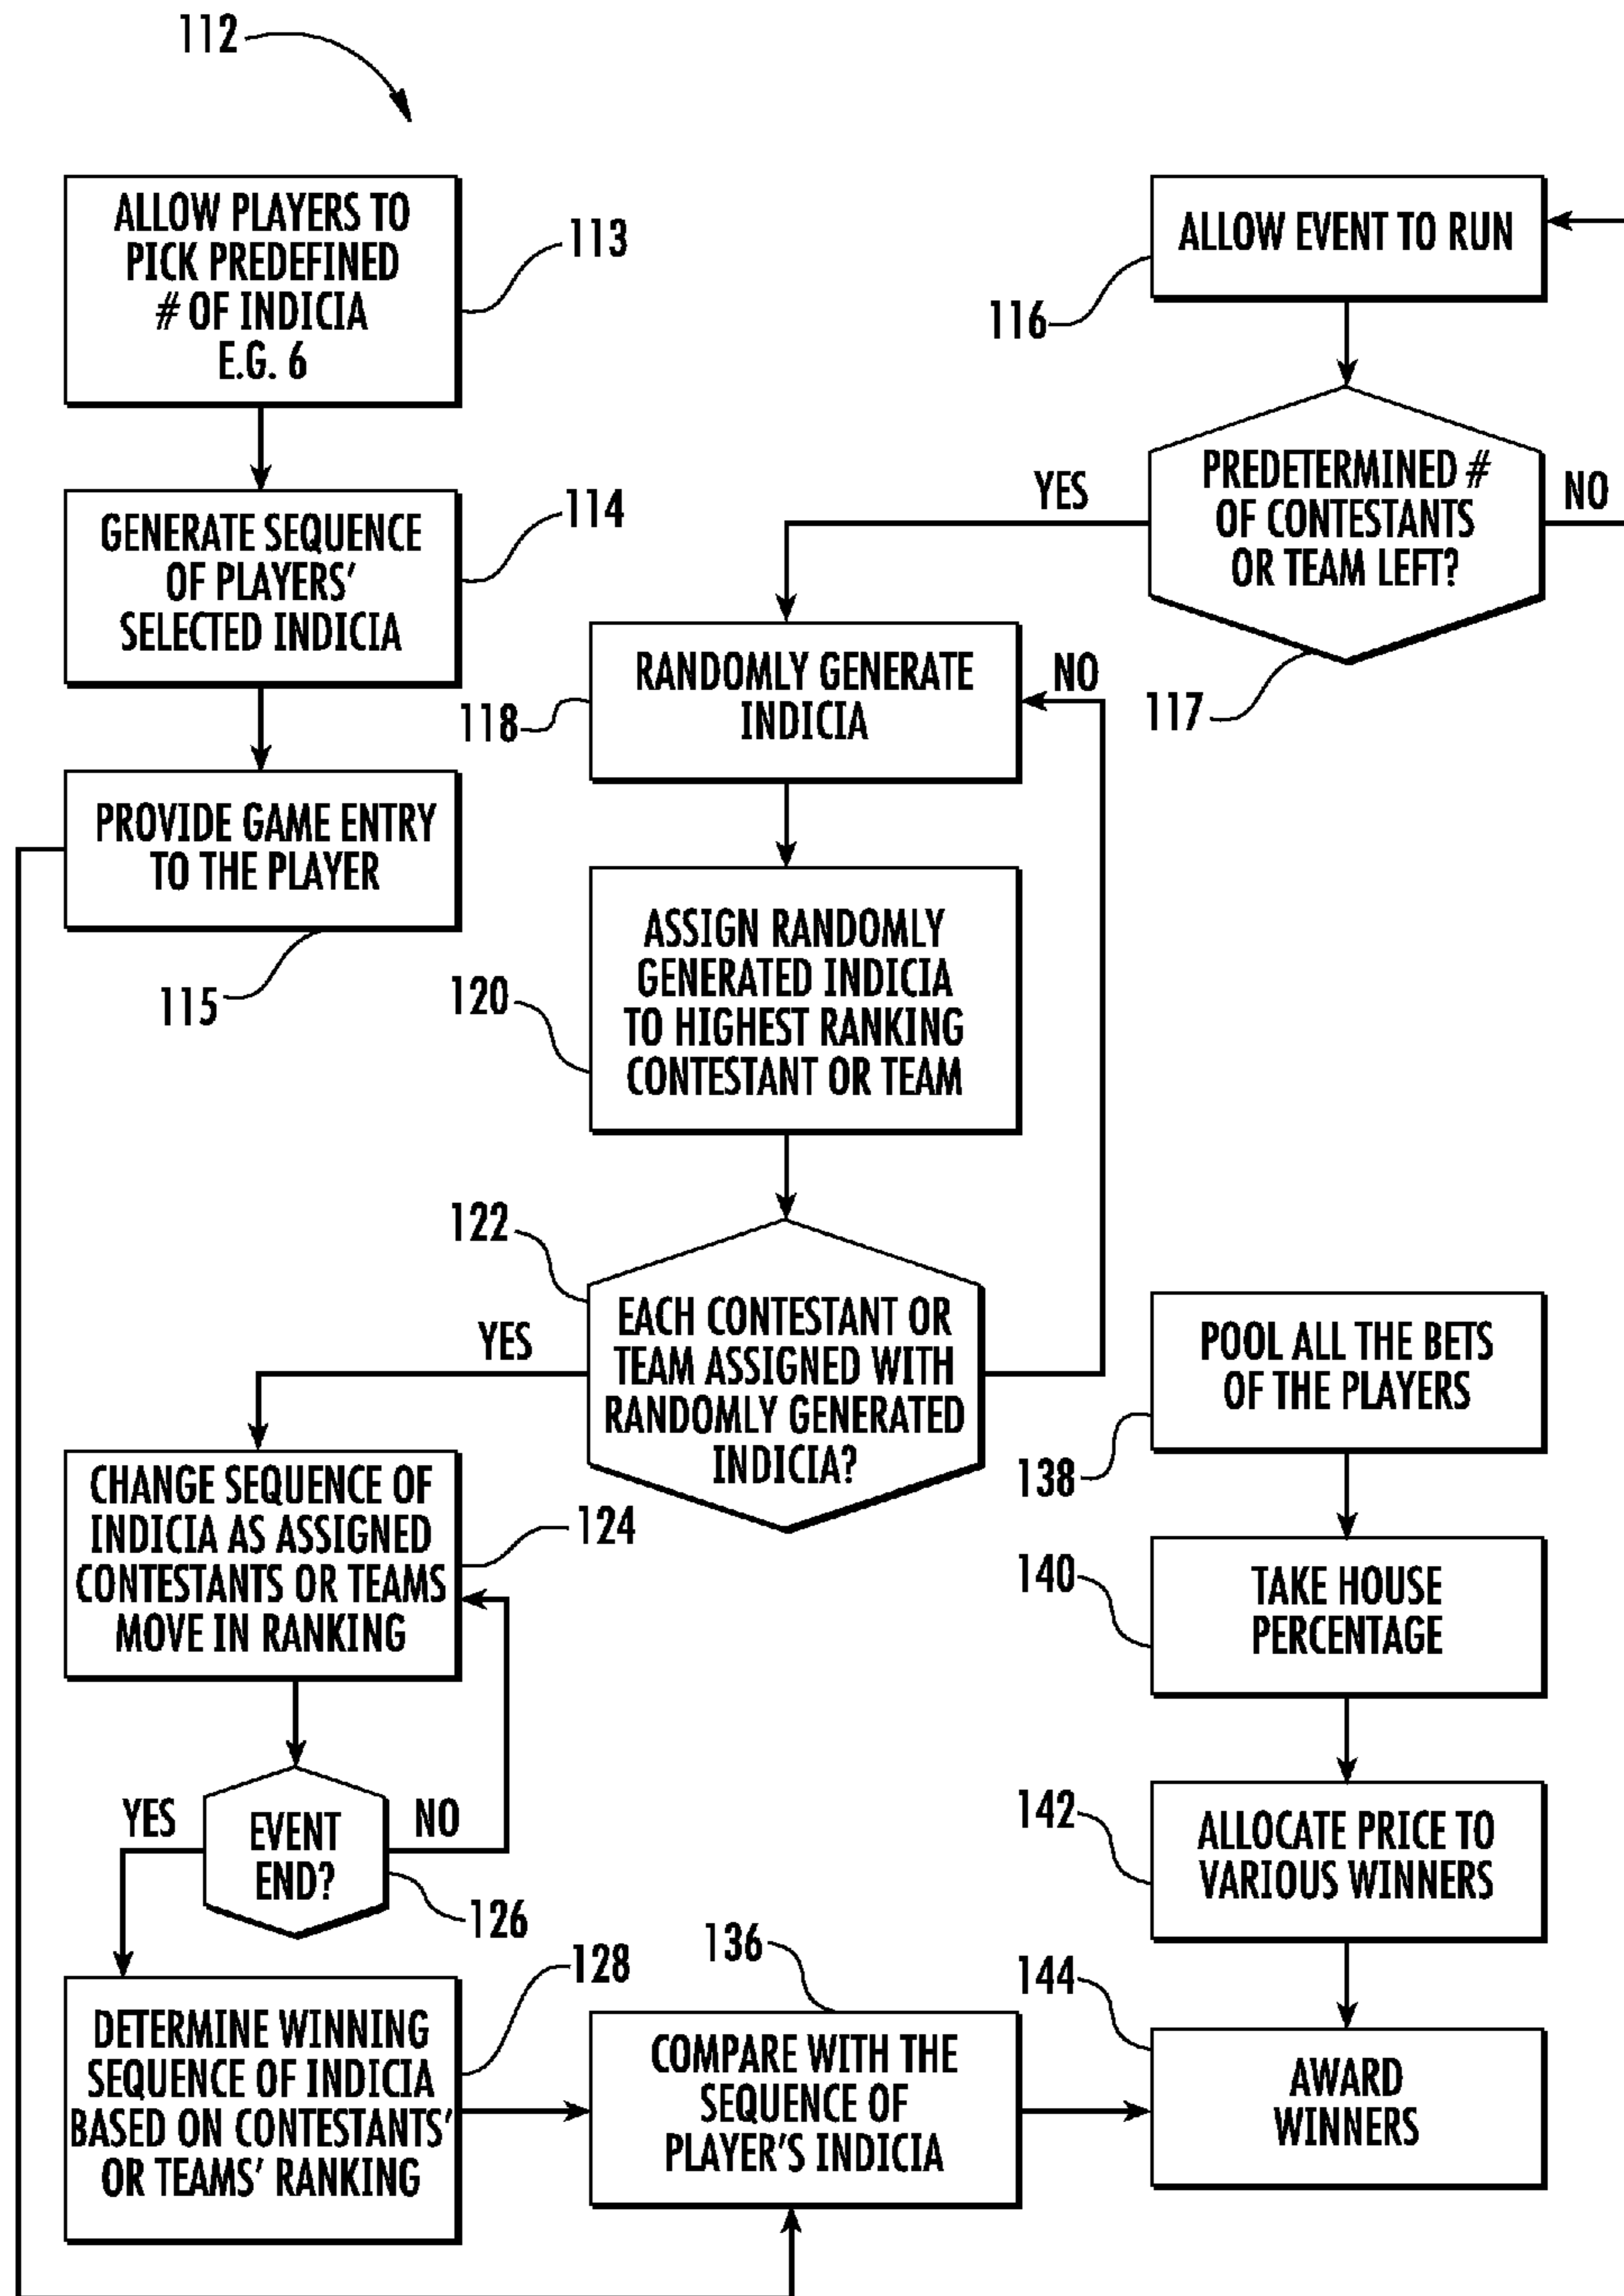 112
ALLOW PLAYERS TO
PICK PREDEFINED
# OF INDICIA
E.G. 6
113
GENERATE SEQUENCE
OF PLAYERS'
SELECTED INDICIA
114
PROVIDE GAME ENTRY
TO THE PLAYER
115
ALLOW EVENT TO RUN
116
PREDETERMINED #
OF CONTESTANTS
OR TEAM LEFT?
YES
NO
117
RANDOMLY GENERATE
INDICIA
NO
118
ASSIGN RANDOMLY
GENERATED INDICIA
TO HIGHEST RANKING
CONTESTANT OR TEAM
120
122
EACH CONTESTANT OR
TEAM ASSIGNED WITH
RANDOMLY GENERATED
INDICIA?
YES
CHANGE SEQUENCE OF
INDICIA AS ASSIGNED
CONTESTANTS OR TEAMS
MOVE IN RANKING
124
YES
EVENT
END?
NO
126
DETERMINE WINNING
SEQUENCE OF INDICIA
BASED ON CONTESTANTS'
OR TEAMS' RANKING
128
136
COMPARE WITH THE
SEQUENCE OF
PLAYER'S INDICIA
POOL ALL THE BETS
OF THE PLAYERS
138
TAKE HOUSE
PERCENTAGE
140
ALLOCATE PRICE TO
VARIOUS WINNERS
142
AWARD
WINNERS
144